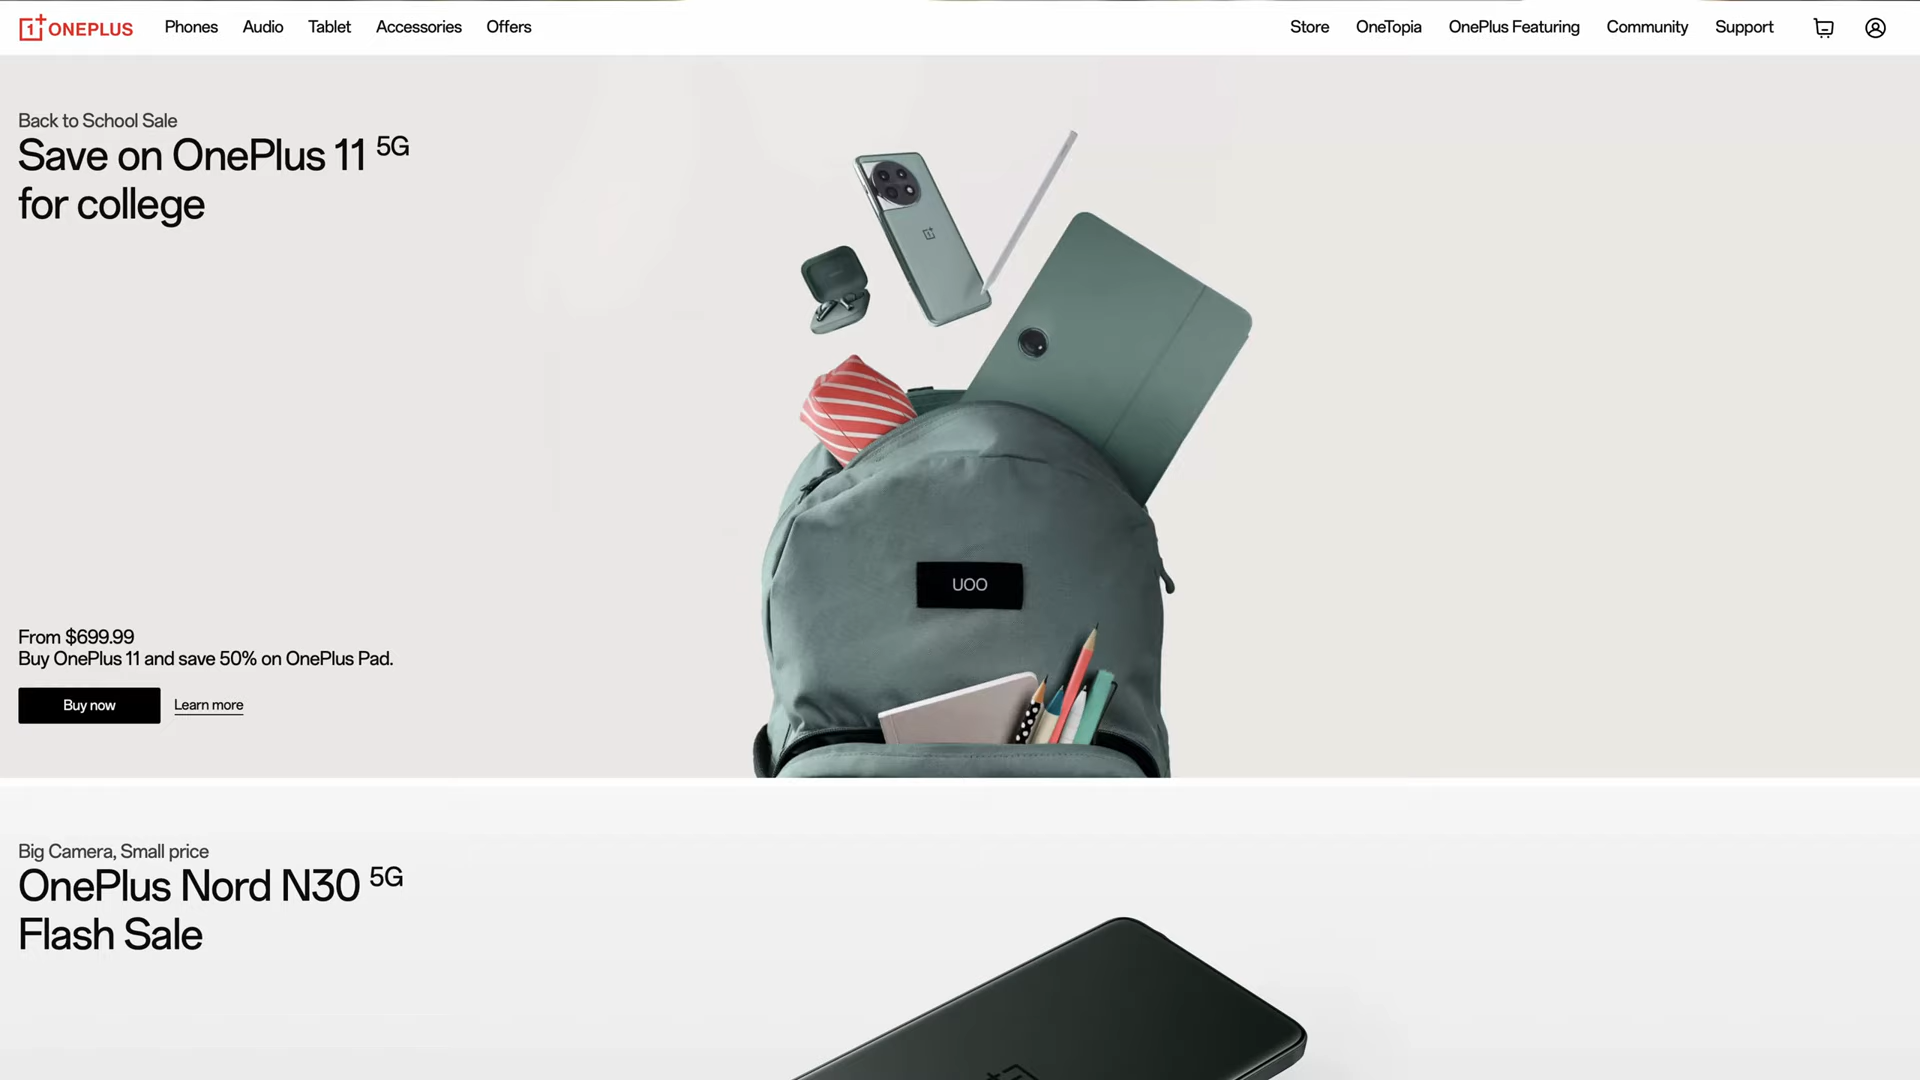 ONEPLUS
Phones
Audio
Tablet
Accessories
Offers
Store
OneTopia
OnePlus Featuring
Community
Support
Back to School Sale
Save on OnePlus 11 5G
for college
UOO
From $699.99
Buy OnePlus 11 and save 50% on OnePlus Pad.
Buy now
Learn more
Big Camera, Small price
OnePlus Nord N30 5G
Flash Sale